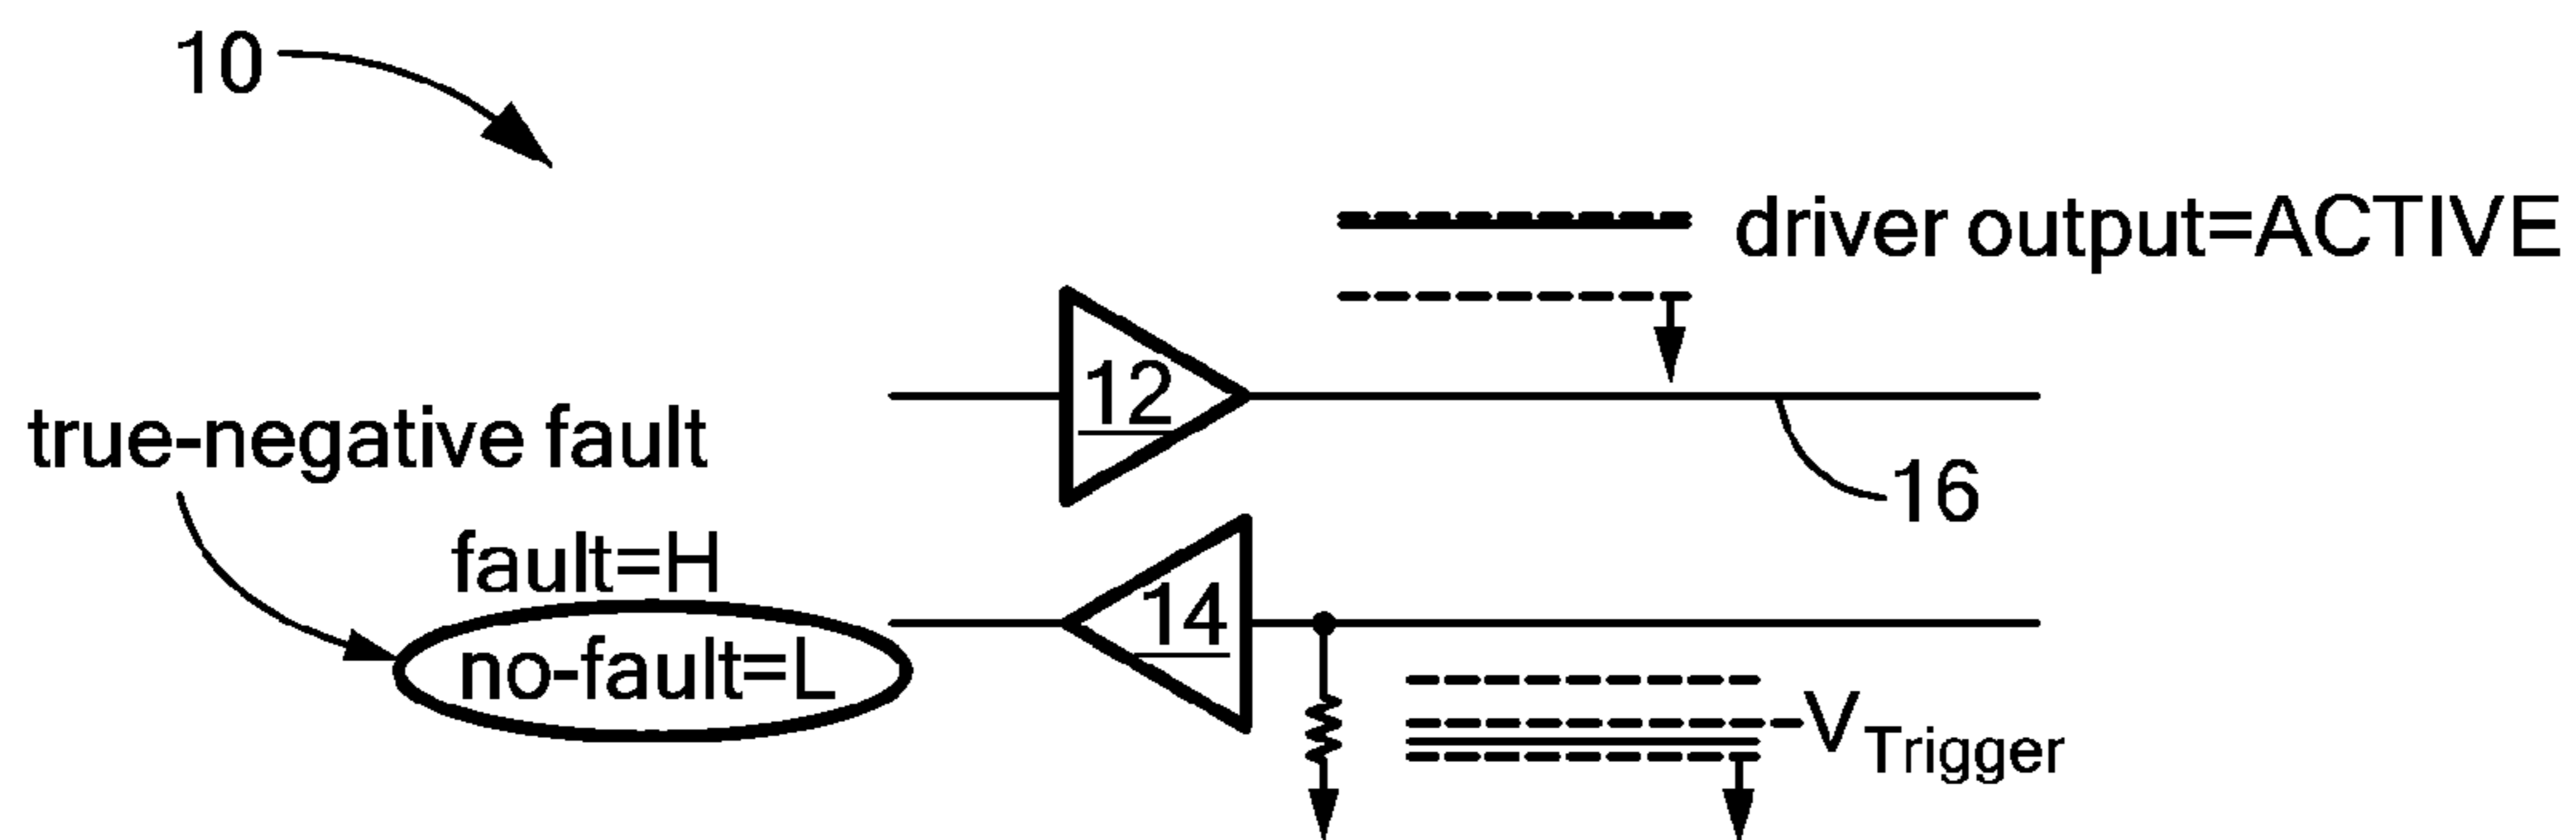 10
driver output=ACTIVE
12
true-negative fault
16
fault=H
14
no-fault=L
VTrigger